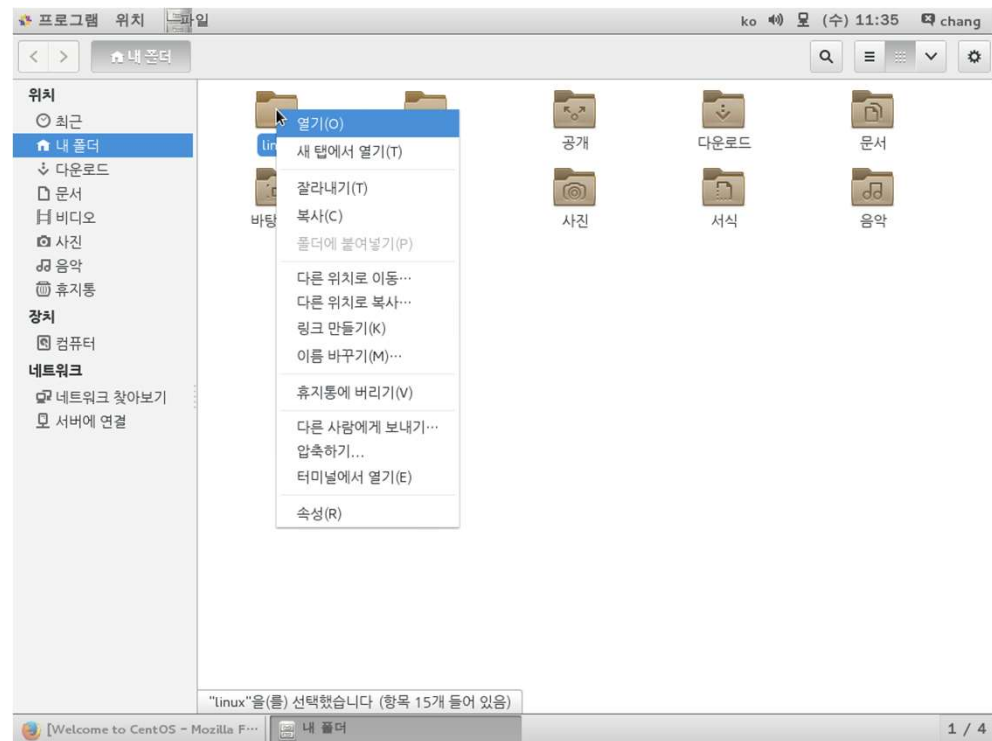 프로그램 위치 파일 ko (수) 11:35 chang
내 폴더
위치
최근
내 폴더
다운로드
문서
비디오
사진
음악
휴지통
장치
컴퓨터
네트워크
네트워크 찾아보기
서버에 연결
공개 다운로드 문서
사진 서식 음악
열기(O)
새 탭에서 열기(T)
잘라내기(T)
복사(C)
폴더에 붙여넣기(P)
다른 위치로 이동…
다른 위치로 복사…
링크 만들기(K)
이름 바꾸기(M)…
휴지통에 버리기(V)
다른 사람에게 보내기…
압축하기...
터미널에서 열기(E)
속성(R)
"linux"을(를) 선택했습니다 (항목 15개 들어 있음)
[Welcome to CentOS - Mozilla F… 내 폴더 1 / 4